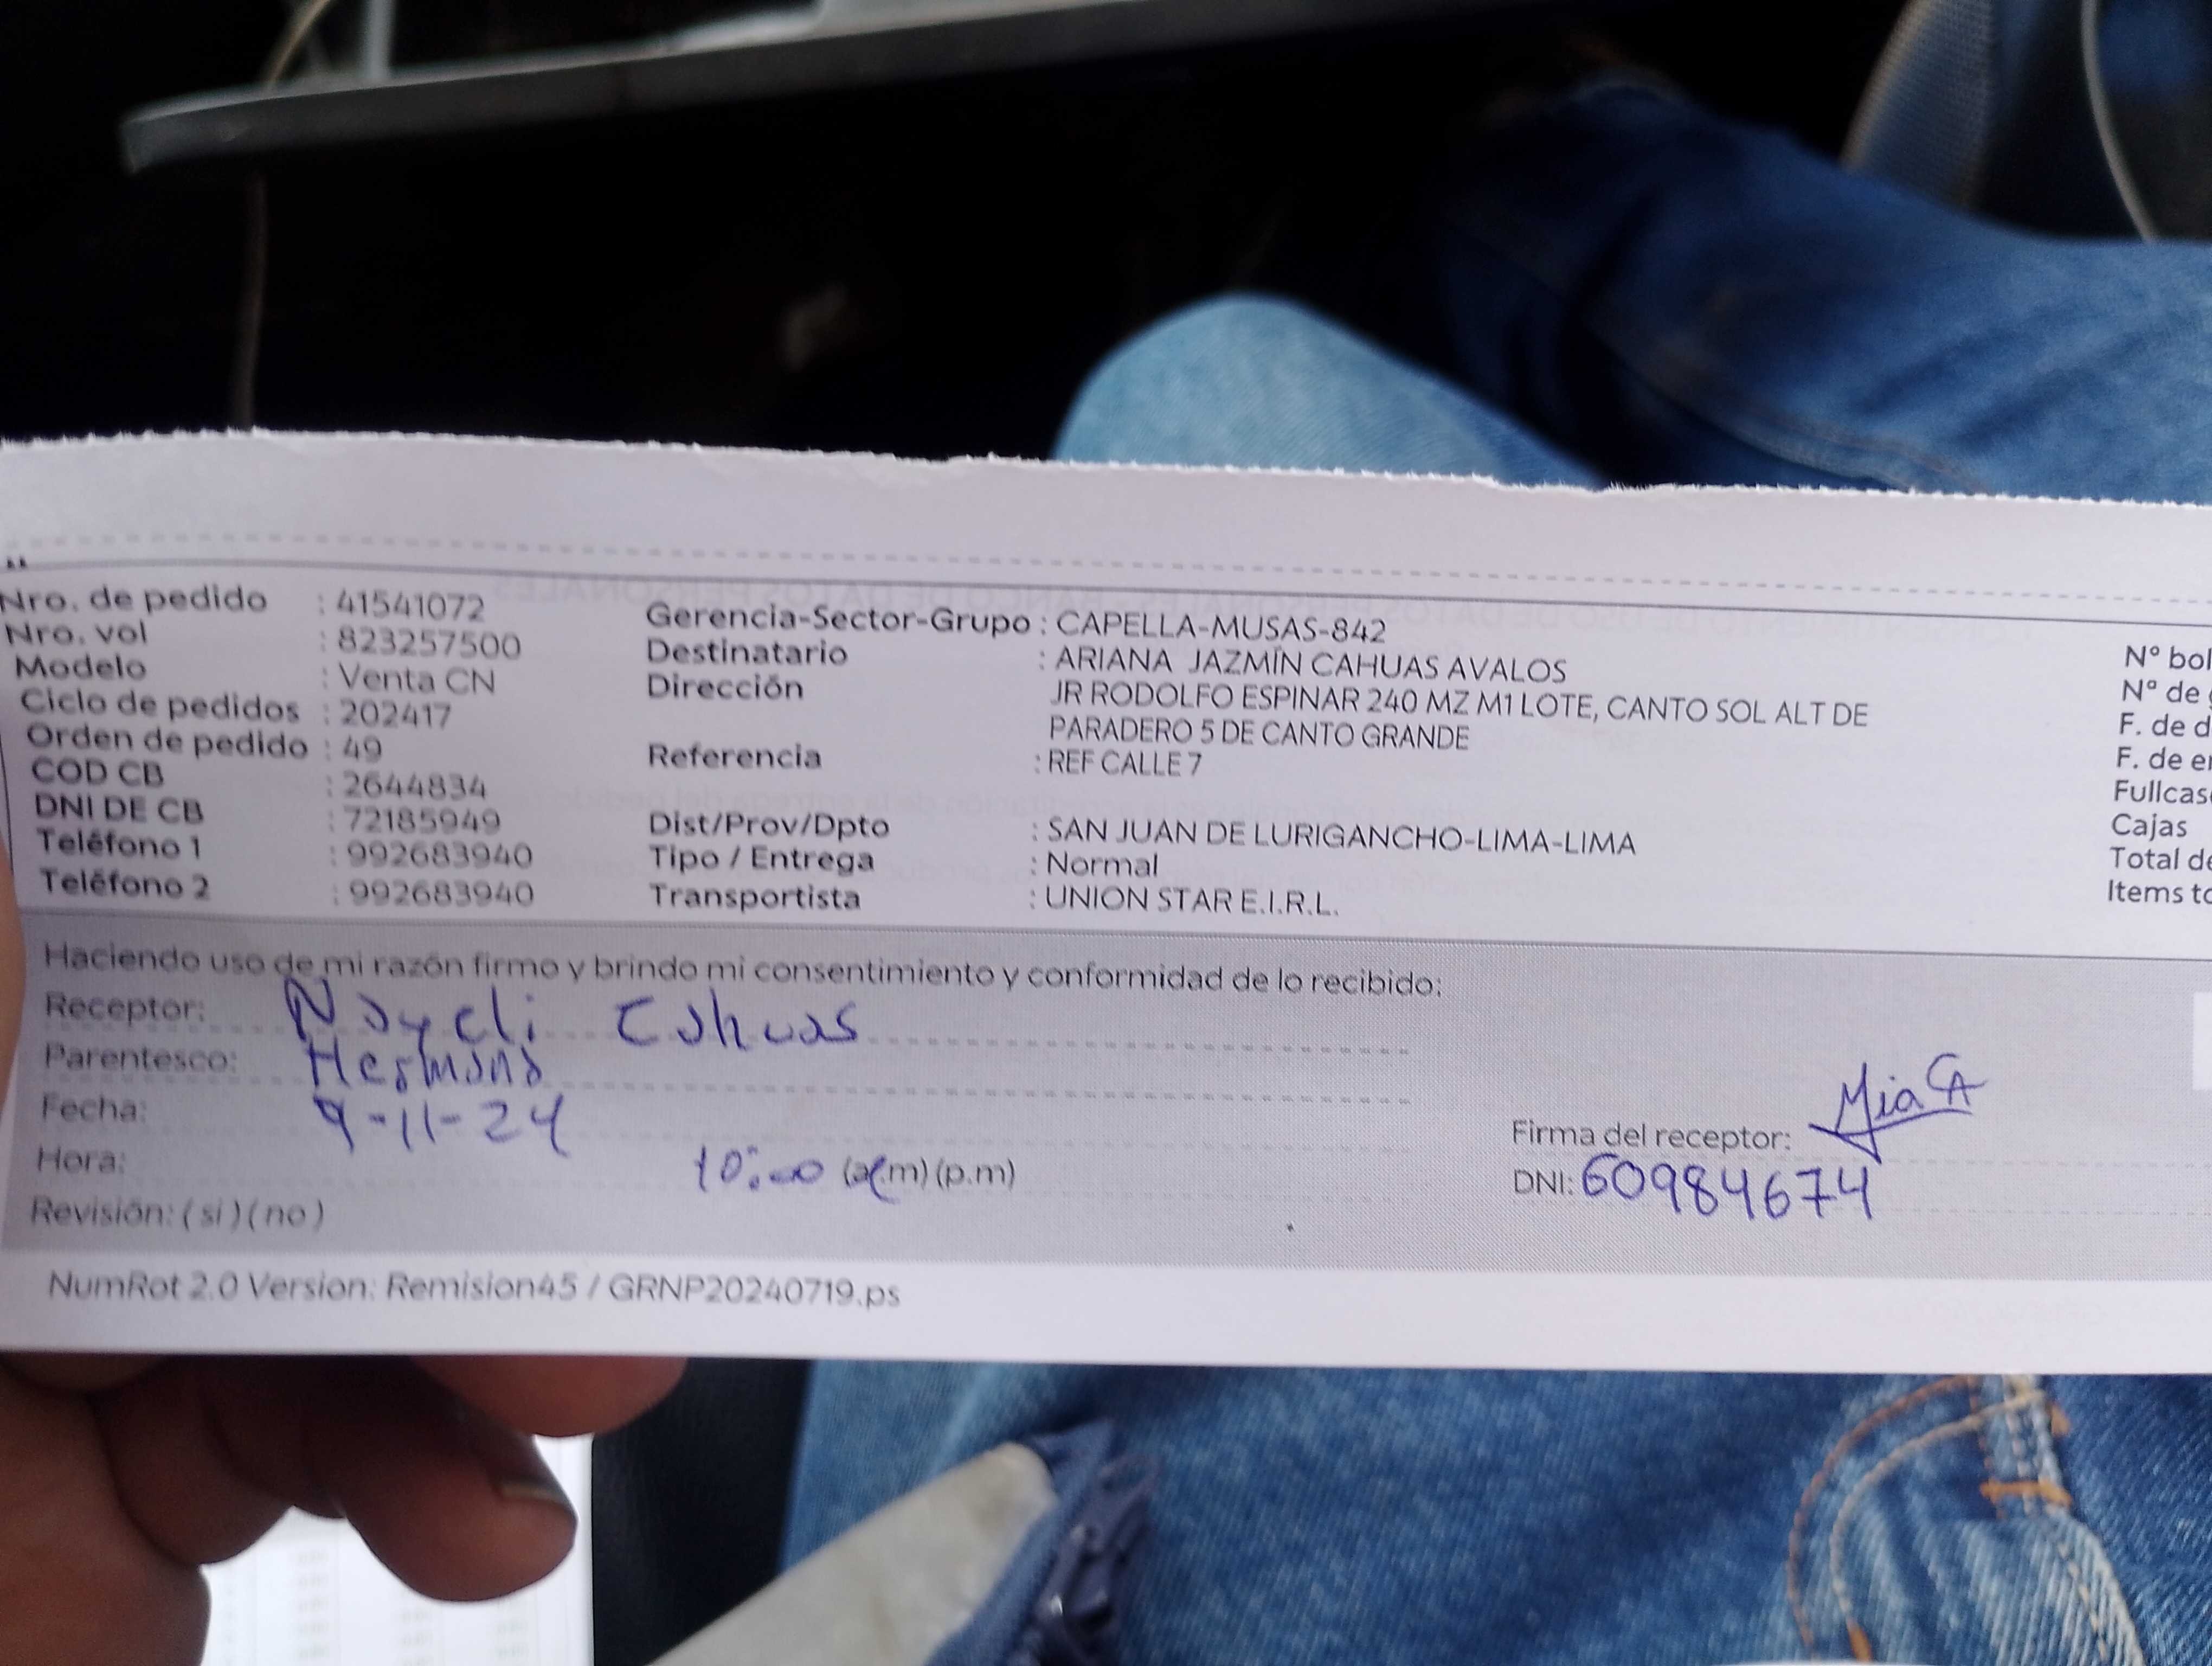 Nro. de pedido : 41541072
Nro. vol : 823257500
Modelo : Venta CN
Ciclo de pedidos : 202417
Orden de pedido : 49
COD CB : 2644834
DNI DE CB : 72185949
Teléfono 1 : 992683940
Teléfono 2 : 992683940
Gerencia-Sector-Grupo : CAPELLA-MUSAS-842
Destinatario : ARIANA JAZMÍN CAHUAS AVALOS
Dirección JR RODOLFO ESPINAR 240 MZ M1 LOTE, CANTO SOL ALT DE
PARADERO 5 DE CANTO GRANDE
Referencia : REF CALLE 7
Dist/Prov/Dpto : SAN JUAN DE LURIGANCHO-LIMA-LIMA
Tipo / Entrega : Normal
Transportista : UNION STAR E.I.R.L.
N° bol
N° de
F. de d
F. de
Fullcas
Cajas
Total de
Items to
Haciendo uso de mi razón firmo y brindo mi consentimiento y conformidad de lo recibido:
Receptor: Naycli Cahuas
Parentesco: Hermana
Fecha: 9-11-24
Hora: 10:00 (a.m) (p.m)
Revisión: ( si ) ( no )
Firma del receptor: Mia CA
DNI: 60984674
NumRot 2.0 Version: Remision45 / GRNP20240719.ps